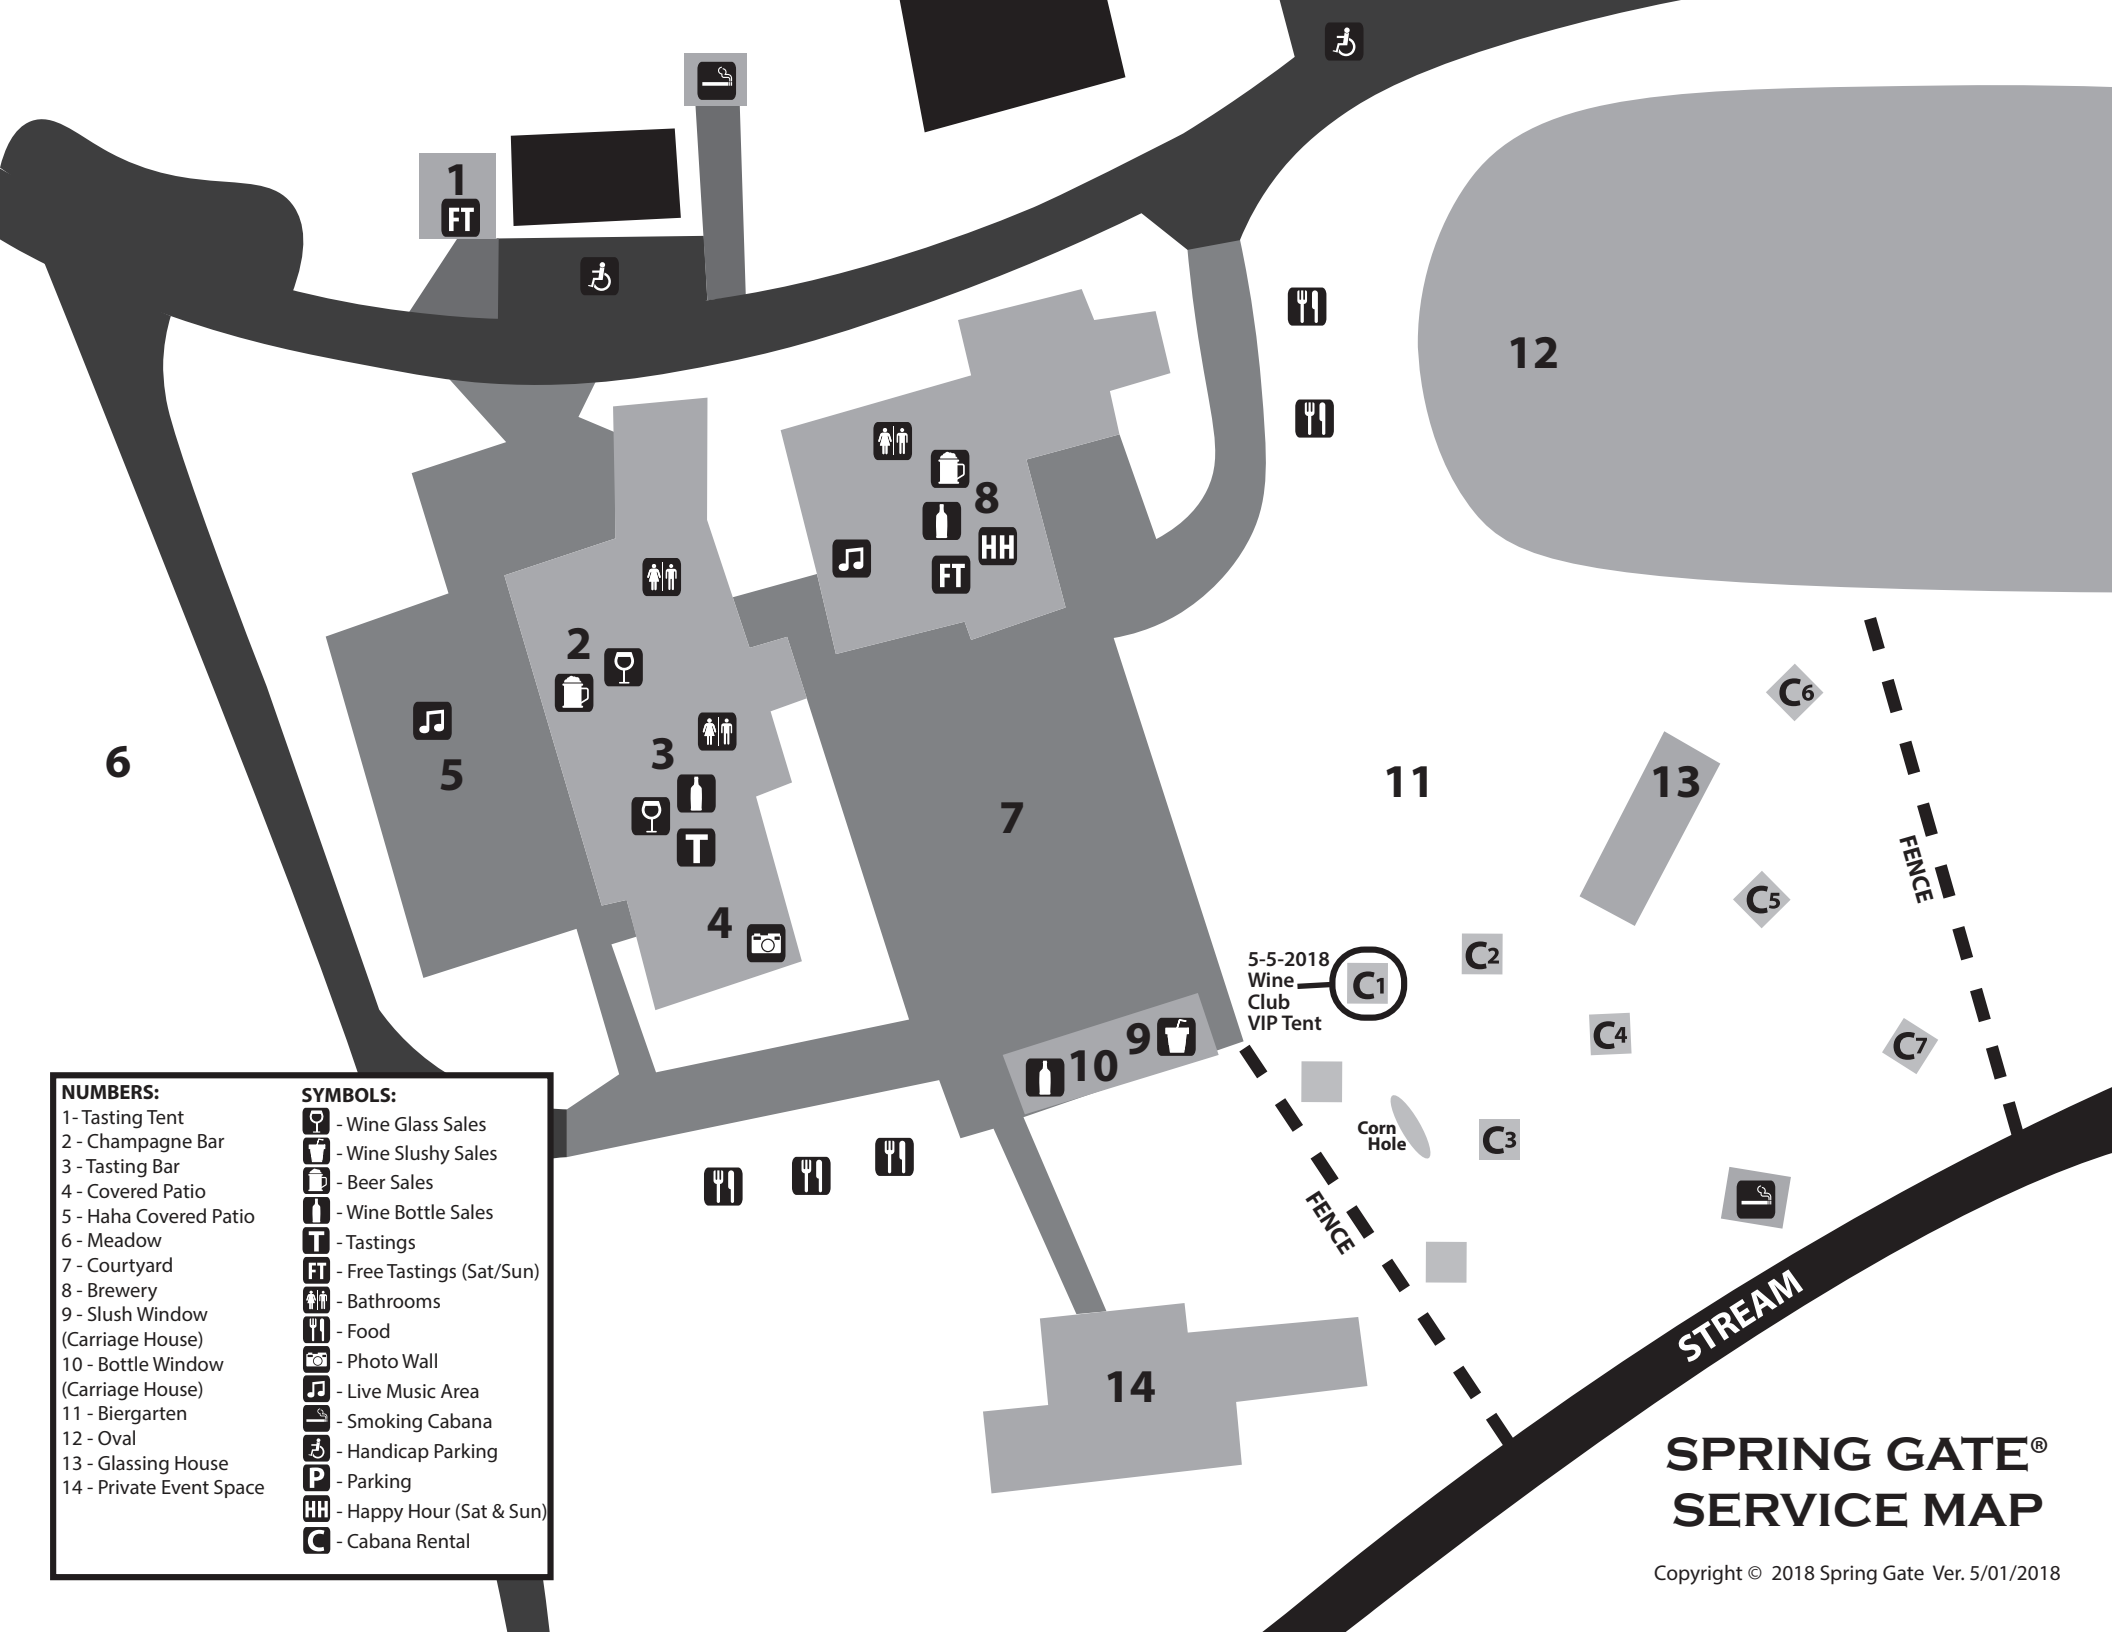 1
FT
12
8
HH
FT
2
3
T
4
5
6
7
11
13
C6
C5
FENCE
5-5-2018
Wine
Club
VIP Tent
C1
C2
C4
C7
9
10
Corn
Hole
C3
FENCE
STREAM
14
NUMBERS:
1- Tasting Tent
2 - Champagne Bar
3 - Tasting Bar
4 - Covered Patio
5 - Haha Covered Patio
6 - Meadow
7 - Courtyard
8 - Brewery
9 - Slush Window
(Carriage House)
10 - Bottle Window
(Carriage House)
11 - Biergarten
12 - Oval
13 - Glassing House
14 - Private Event Space
SYMBOLS:
- Wine Glass Sales
- Wine Slushy Sales
- Beer Sales
- Wine Bottle Sales
T - Tastings
FT - Free Tastings (Sat/Sun)
- Bathrooms
- Food
- Photo Wall
- Live Music Area
- Smoking Cabana
- Handicap Parking
P - Parking
HH - Happy Hour (Sat & Sun)
C - Cabana Rental
SPRING GATE®
SERVICE MAP
Copyright © 2018 Spring Gate Ver. 5/01/2018